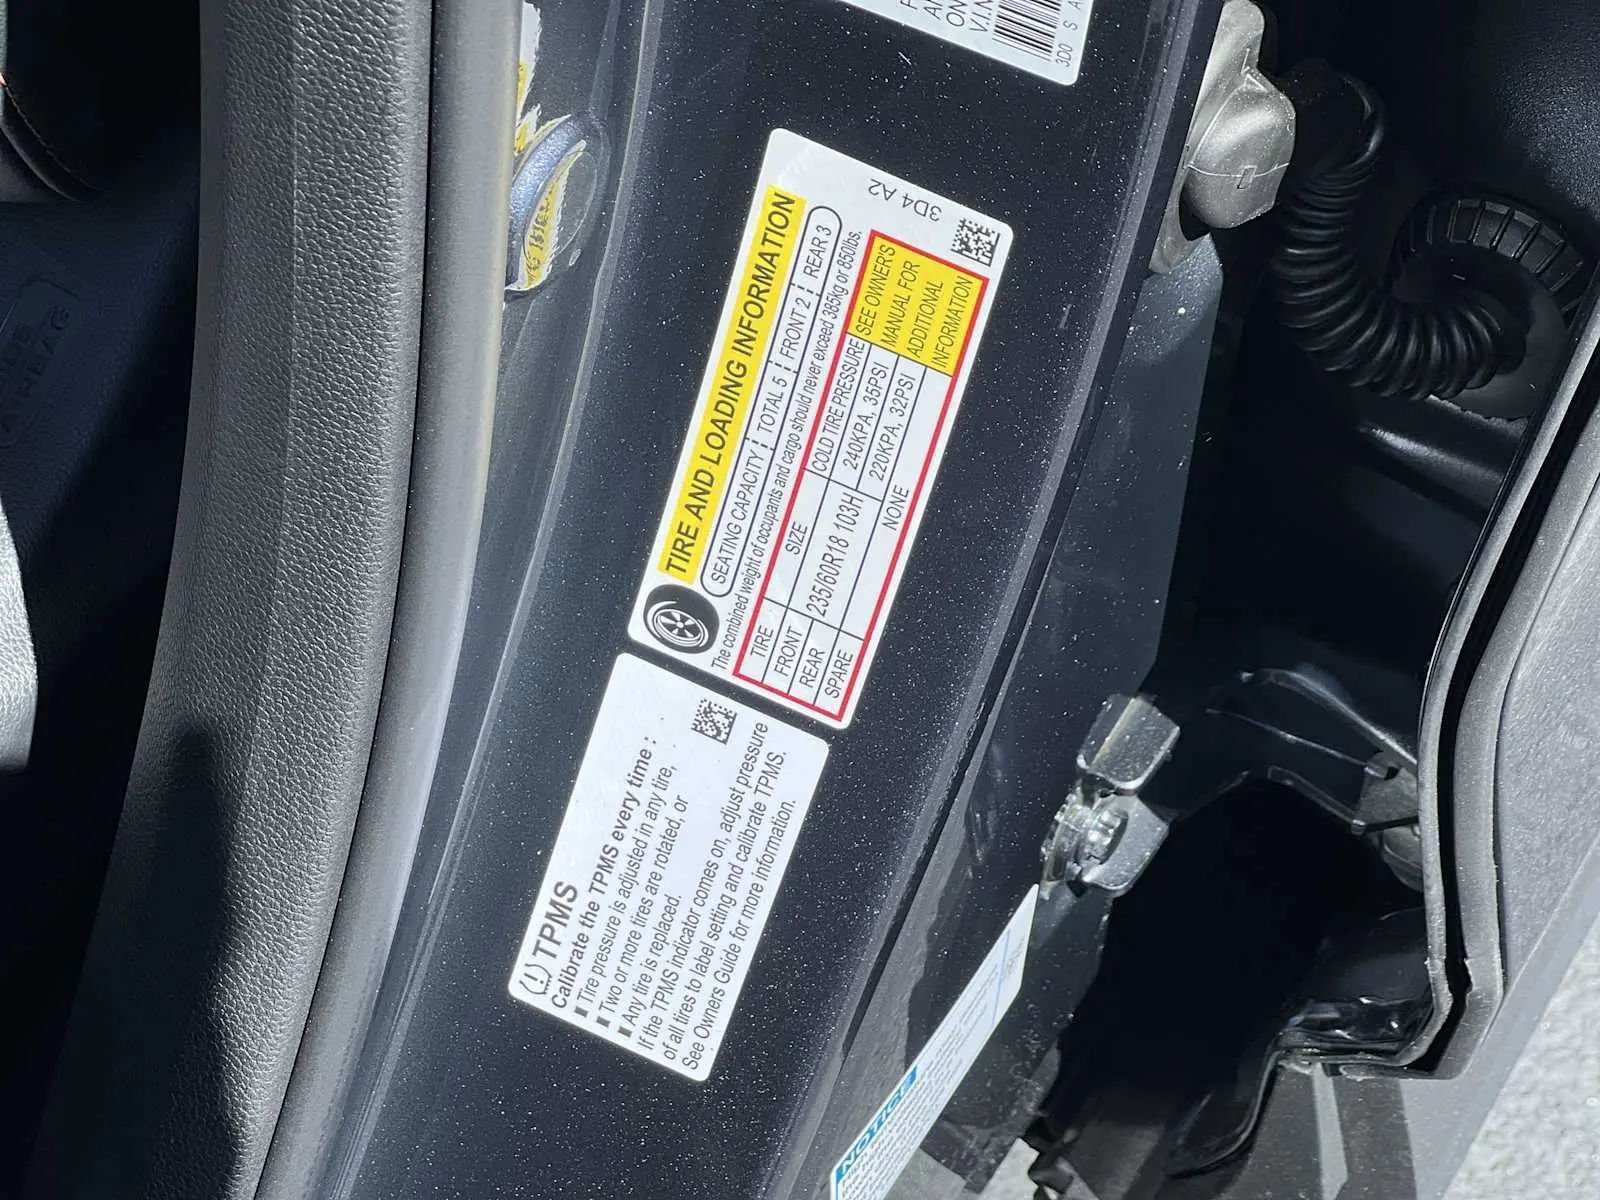 3D0 S A
TIRE AND LOADING INFORMATION
SEATING CAPACITY TOTAL 5 FRONT 2 REAR 3
The combined weight of occupants and cargo should never exceed 385kg or 850lbs.
TIRE SIZE COLD TIRE PRESSURE
FRONT 235/60R18 103H 240KPA, 35PSI
REAR 220KPA, 32PSI
SPARE NONE
SEE OWNER'S
MANUAL FOR
ADDITIONAL
INFORMATION
3D4 A2
TPMS
Calibrate the TPMS every time :
■ Tire pressure is adjusted in any tire,
■ Two or more tires are rotated, or
■ Any tire is replaced.
If the TPMS indicator comes on, adjust pressure
of all tires to label setting and calibrate TPMS.
See Owners Guide for more information.
NOTICE
AIRBAG